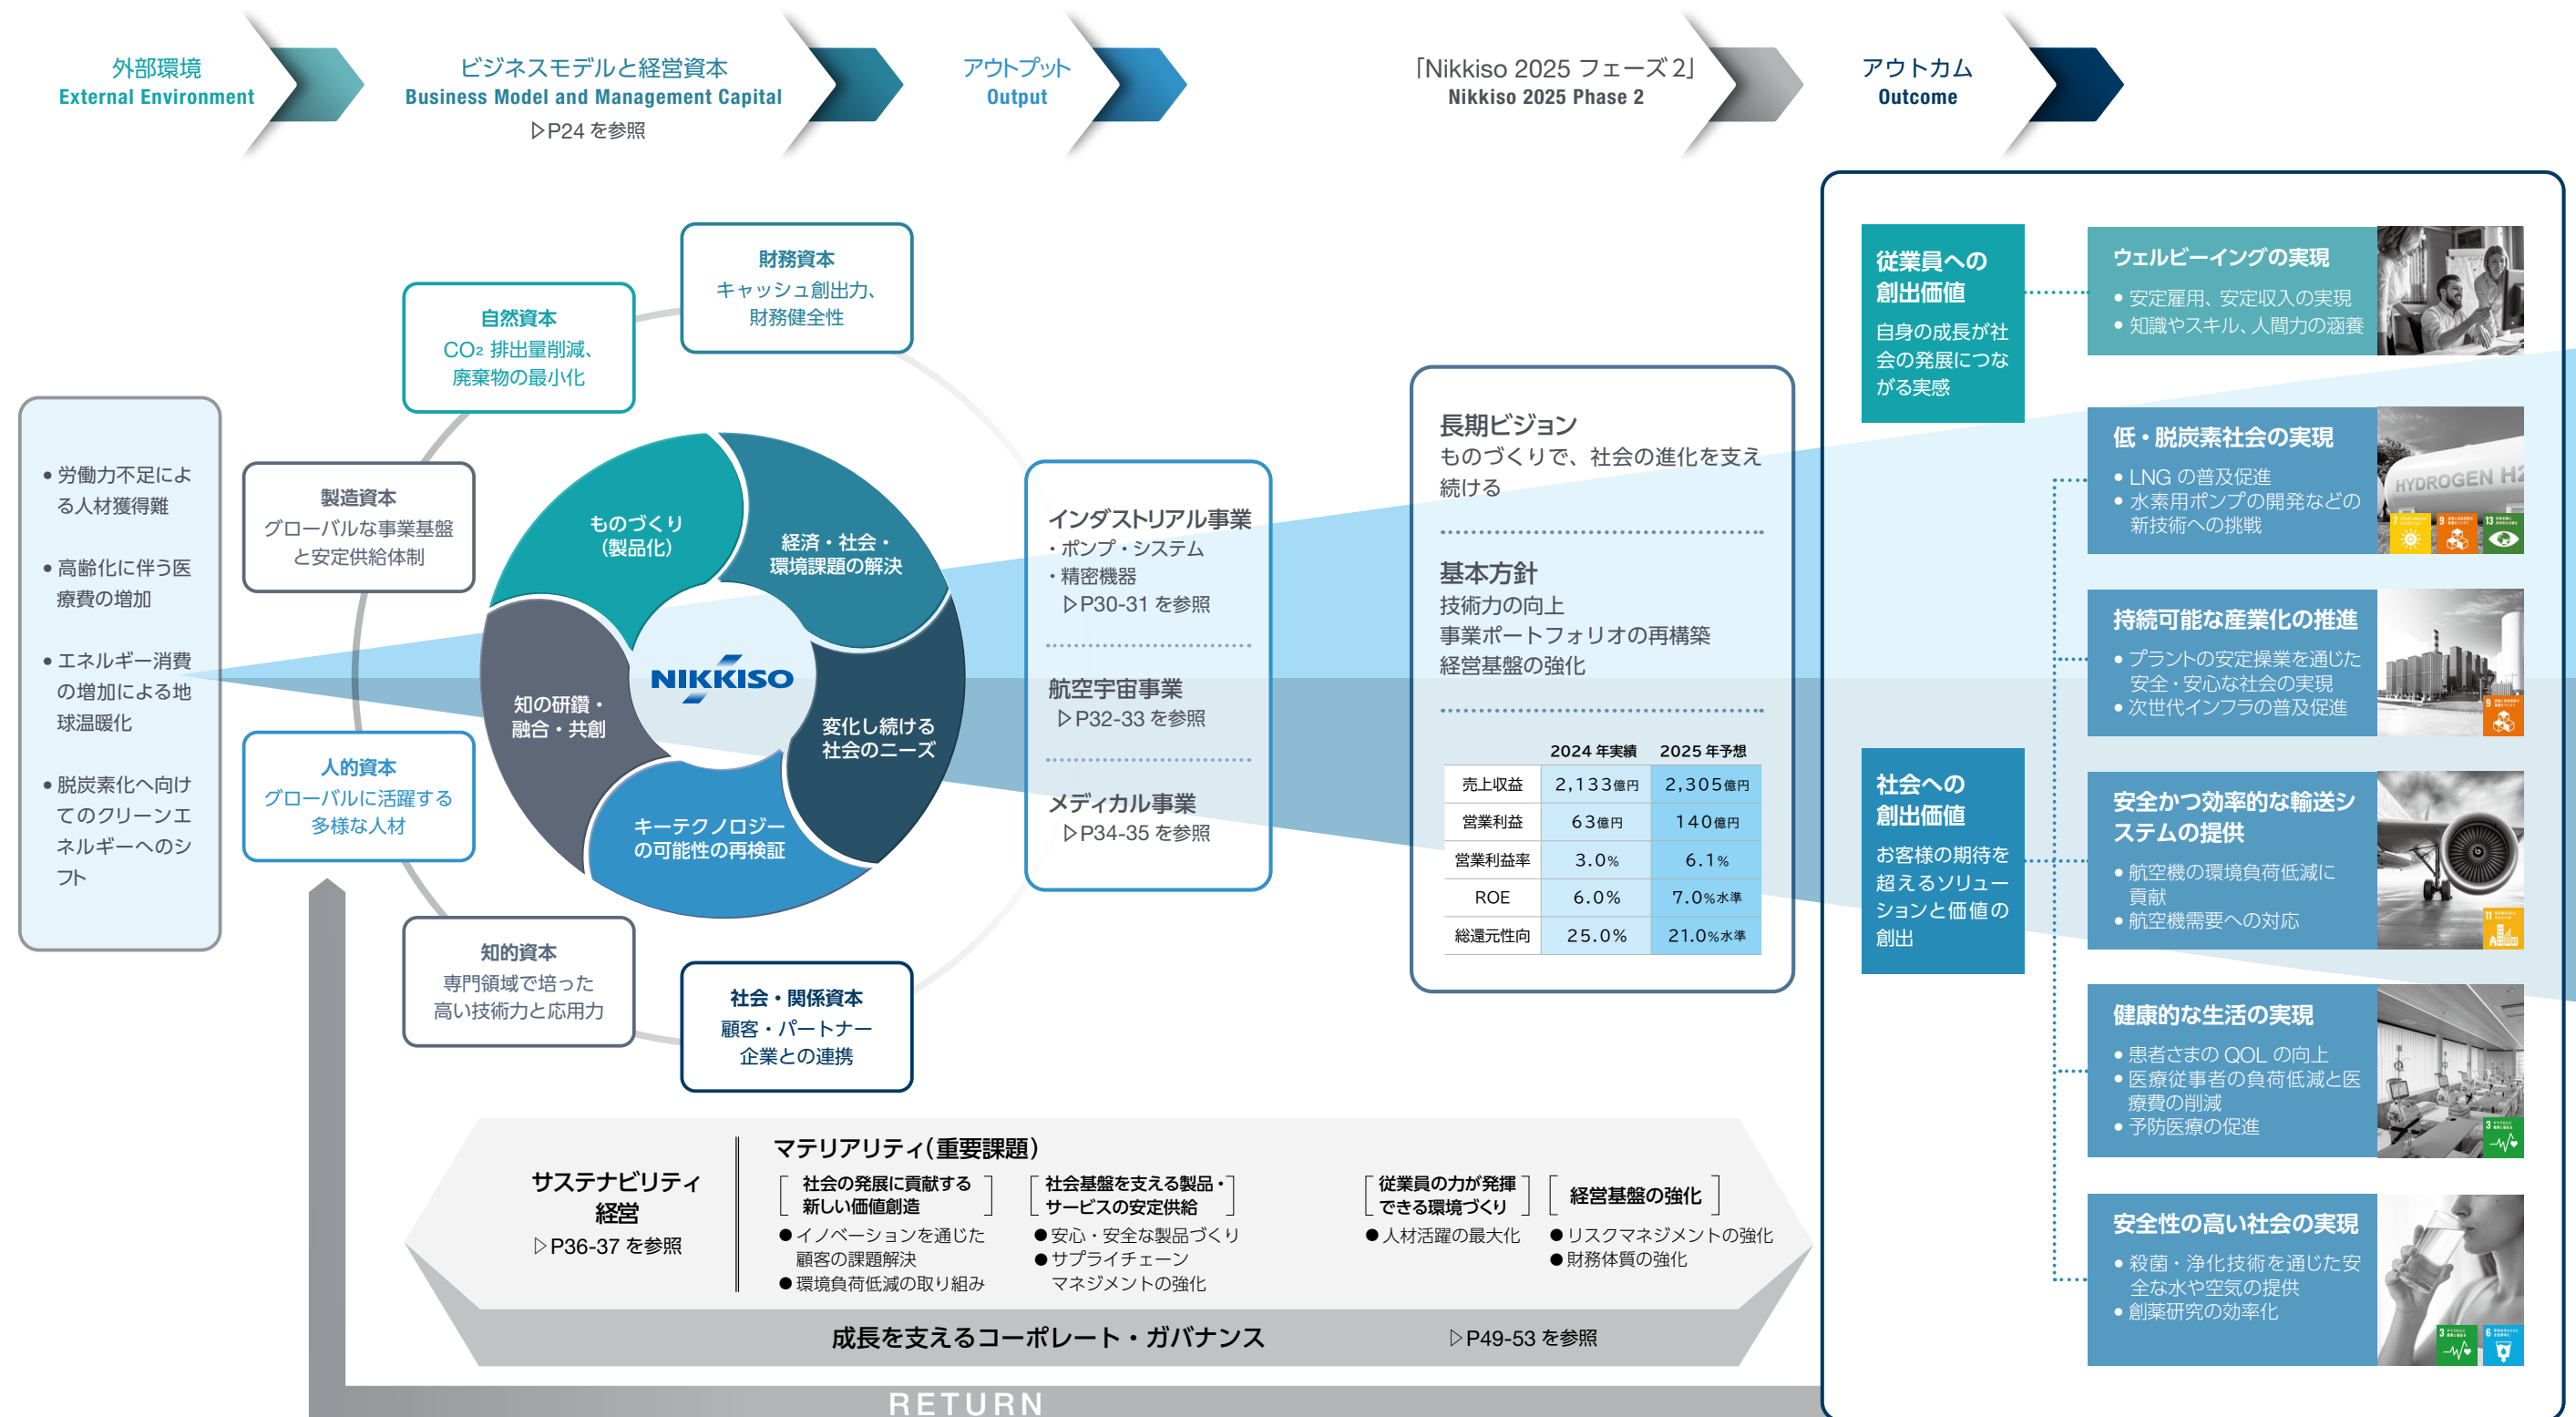 外部環境
External Environment
ビジネスモデルと経営資本
Business Model and Management Capital
▷P24 を参照
アウトプット
Output
「Nikkiso 2025 フェーズ 2」
Nikkiso 2025 Phase 2
アウトカム
Outcome
● 労働力不足によ
る人材獲得難
● 高齢化に伴う医
療費の増加
● エネルギー消費
の増加による地
球温暖化
● 脱炭素化へ向け
てのクリーンエ
ネルギーへのシ
フト
財務資本
キャッシュ創出力、
財務健全性
自然資本
CO₂ 排出量削減、
廃棄物の最小化
製造資本
グローバルな事業基盤
と安定供給体制
人的資本
グローバルに活躍する
多様な人材
知的資本
専門領域で培った
高い技術力と応用力
社会・関係資本
顧客・パートナー
企業との連携
ものづくり
（製品化）
経済・社会・
環境課題の解決
変化し続ける
社会のニーズ
キーテクノロジー
の可能性の再検証
知の研鑽・
融合・共創
NIKKISO
インダストリアル事業
・ポンプ・システム
・精密機器
▷P30-31 を参照
航空宇宙事業
▷P32-33 を参照
メディカル事業
▷P34-35 を参照
長期ビジョン
ものづくりで、社会の進化を支え
続ける
基本方針
技術力の向上
事業ポートフォリオの再構築
経営基盤の強化
2024 年実績 2025 年予想
売上収益 2,133億円 2,305億円
営業利益 63億円 140億円
営業利益率 3.0% 6.1%
ROE 6.0% 7.0%水準
総還元性向 25.0% 21.0%水準
従業員への
創出価値
自身の成長が社
会の発展につな
がる実感
ウェルビーイングの実現
● 安定雇用、安定収入の実現
● 知識やスキル、人間力の涵養
社会への
創出価値
お客様の期待を
超えるソリュー
ションと価値の
創出
低・脱炭素社会の実現
● LNG の普及促進
● 水素用ポンプの開発などの
新技術への挑戦
HYDROGEN H2
7
9
13
持続可能な産業化の推進
● プラントの安定操業を通じた
安全・安心な社会の実現
● 次世代インフラの普及促進
9
安全かつ効率的な輸送シ
ステムの提供
● 航空機の環境負荷低減に
貢献
● 航空機需要への対応
11
健康的な生活の実現
● 患者さまの QOL の向上
● 医療従事者の負荷低減と医
療費の削減
● 予防医療の促進
3
安全性の高い社会の実現
● 殺菌・浄化技術を通じた安
全な水や空気の提供
● 創薬研究の効率化
3
6
サステナビリティ
経営
▷P36-37 を参照
マテリアリティ（重要課題）
社会の発展に貢献する
新しい価値創造
● イノベーションを通じた
顧客の課題解決
● 環境負荷低減の取り組み
社会基盤を支える製品・
サービスの安定供給
● 安心・安全な製品づくり
● サプライチェーン
マネジメントの強化
従業員の力が発揮
できる環境づくり
● 人材活躍の最大化
経営基盤の強化
● リスクマネジメントの強化
● 財務体質の強化
成長を支えるコーポレート・ガバナンス
▷P49-53 を参照
RETURN